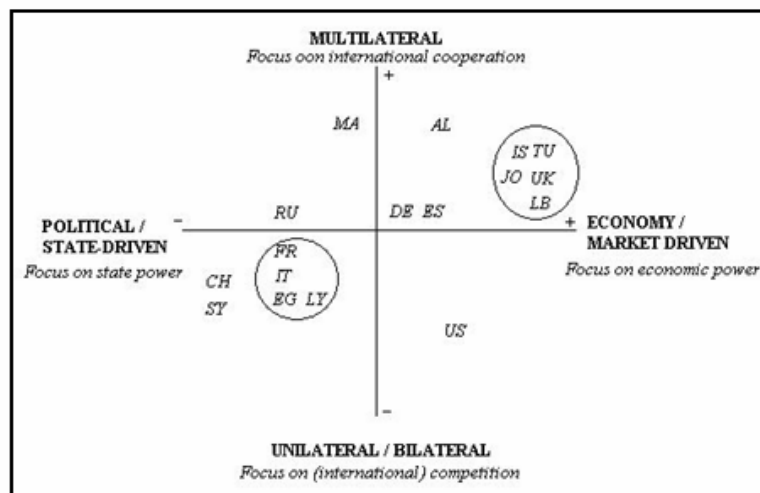 MULTILATERAL
Focus oon international cooperation
+
MA AL
IS TU
JO UK
LB
RU DE ES
POLITICAL / − + ECONOMY /
STATE-DRIVEN MARKET DRIVEN
Focus on state power Focus on economic power
FR
IT
CH
EG LY
SY
US
−
UNILATERAL / BILATERAL
Focus on (international) competition